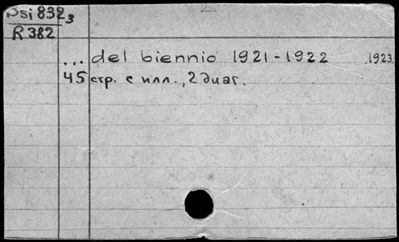 Psi 832₃
R 382
... del biennio 1921-1922 1923.
45 стр. с илл., 2 диаг.